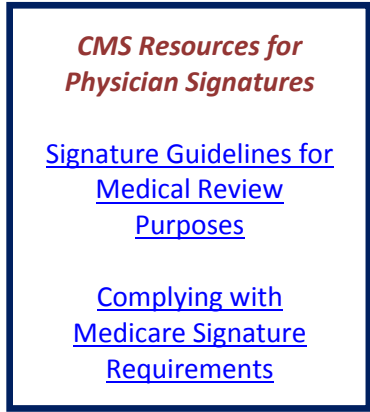 CMS Resources for
Physician Signatures
Signature Guidelines for
Medical Review
Purposes
Complying with
Medicare Signature
Requirements